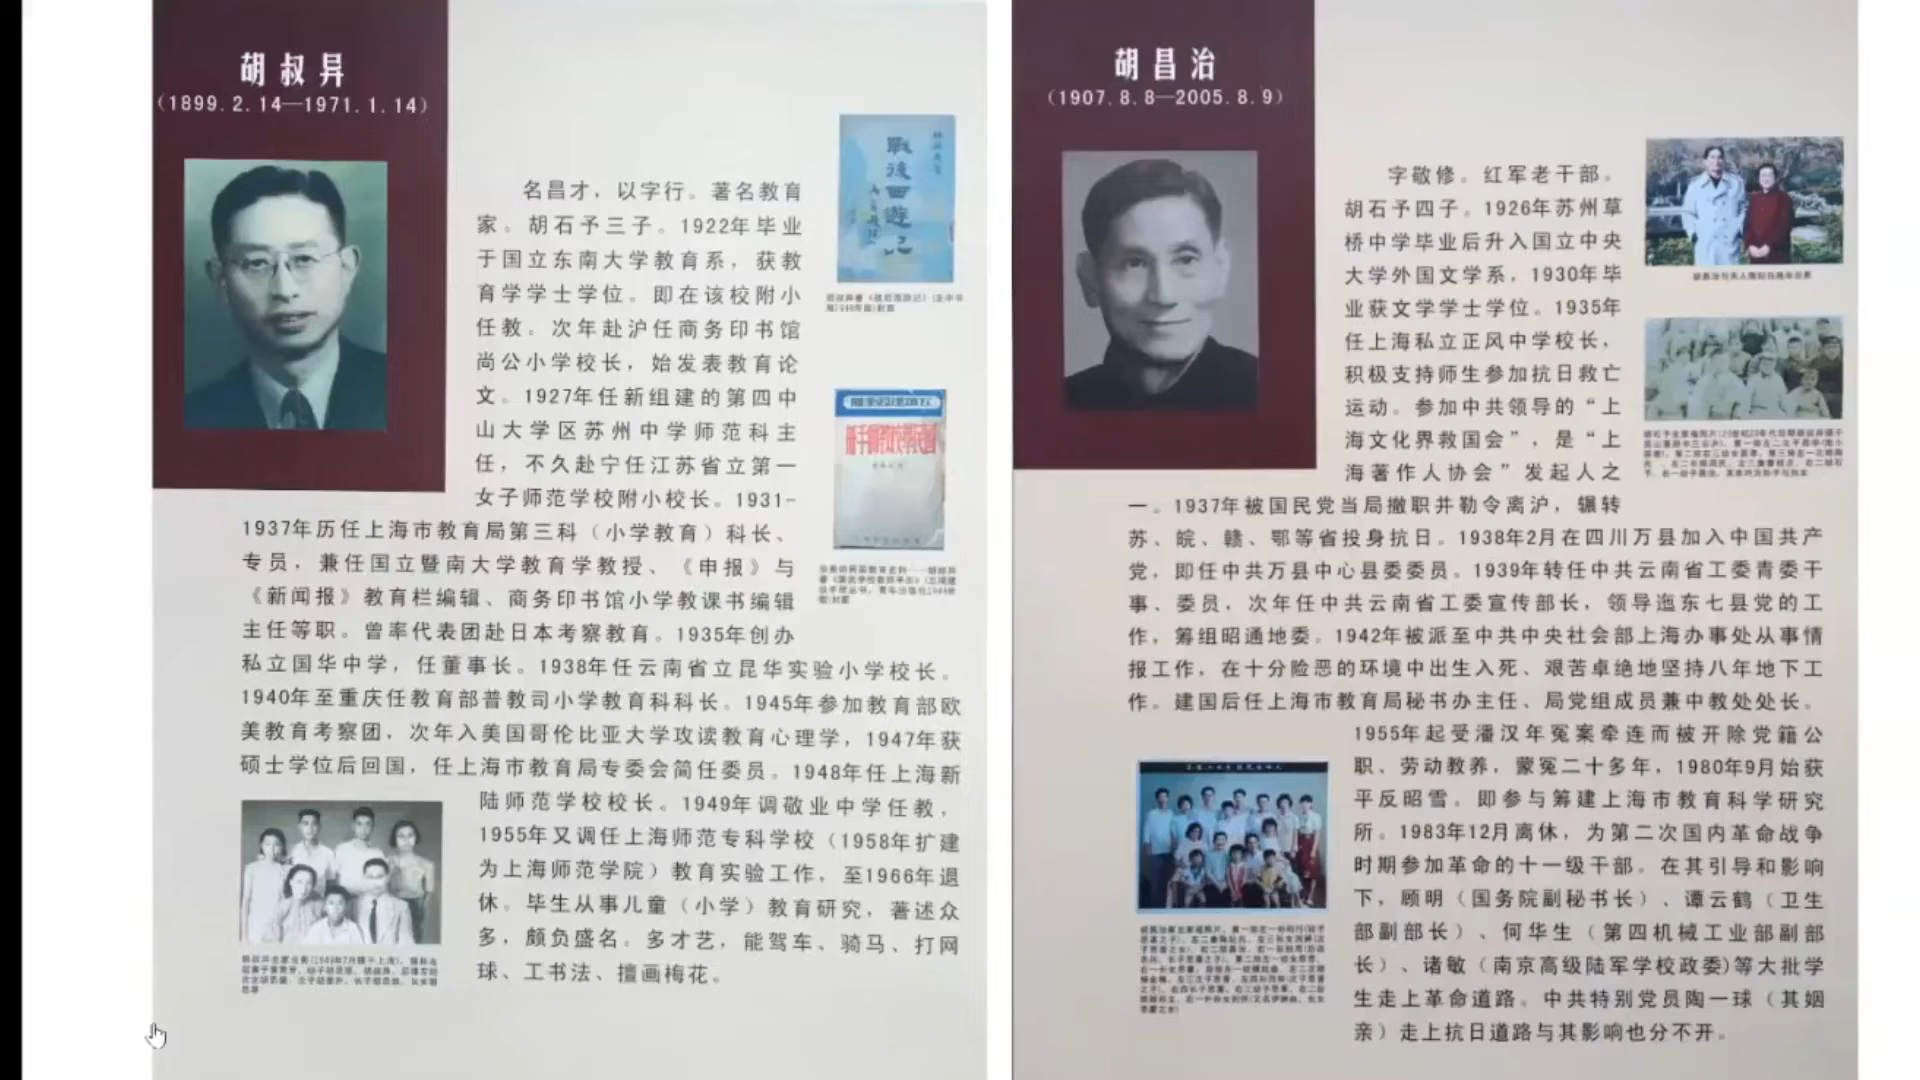 胡叔异
(1899.2.14—1971.1.14)
名昌才，以字行。著名教育
家。胡石予三子。1922年毕业
于国立东南大学教育系，获教
育学学士学位。即在该校附小
任教。次年赴沪任商务印书馆
尚公小学校长，始发表教育论
文。1927年任新组建的第四中
山大学区苏州中学师范科主
任，不久赴宁任江苏省立第一
女子师范学校附小校长。1931-
1937年历任上海市教育局第三科（小学教育）科长、
专员，兼任国立暨南大学教育学教授、《申报》与
《新闻报》教育栏编辑、商务印书馆小学教课书编辑
主任等职。曾率代表团赴日本考察教育。1935年创办
私立国华中学，任董事长。1938年任云南省立昆华实验小学校长。
1940年至重庆任教育部普教司小学教育科科长。1945年参加教育部欧
美教育考察团，次年入美国哥伦比亚大学攻读教育心理学，1947年获
硕士学位后回国，任上海市教育局专委会简任委员。1948年任上海新
陆师范学校校长。1949年调敬业中学任教，
1955年又调任上海师范专科学校（1958年扩建
为上海师范学院）教育实验工作，至1966年退
休。毕生从事儿童（小学）教育研究，著述众
多，颇负盛名。多才艺，能驾车、骑马、打网
球、工书法、擅画梅花。
戰後西遊記
胡昌治
(1907.8.8—2005.8.9)
字敬修。红军老干部。
胡石予四子。1926年苏州草
桥中学毕业后升入国立中央
大学外国文学系，1930年毕
业获文学学士学位。1935年
任上海私立正风中学校长，
积极支持师生参加抗日救亡
运动。参加中共领导的“上
海文化界救国会”，是“上
海著作人协会”发起人之
一。1937年被国民党当局撤职并勒令离沪，辗转
苏、皖、赣、鄂等省投身抗日。1938年2月在四川万县加入中国共产
党，即任中共万县中心县委委员。1939年转任中共云南省工委青委干
事、委员，次年任中共云南省工委宣传部长，领导迤东七县党的工
作，筹组昭通地委。1942年被派至中共中央社会部上海办事处从事情
报工作，在十分险恶的环境中出生入死、艰苦卓绝地坚持八年地下工
作。建国后任上海市教育局秘书办主任、局党组成员兼中教处处长。
1955年起受潘汉年冤案牵连而被开除党籍公
职、劳动教养，蒙冤二十多年，1980年9月始获
平反昭雪。即参与筹建上海市教育科学研究
所。1983年12月离休，为第二次国内革命战争
时期参加革命的十一级干部。在其引导和影响
下，顾明（国务院副秘书长）、谭云鹤（卫生
部副部长）、何华生（第四机械工业部副部
长）、诸敏（南京高级陆军学校政委)等大批学
生走上革命道路。中共特别党员陶一球（其姻
亲）走上抗日道路与其影响也分不开。